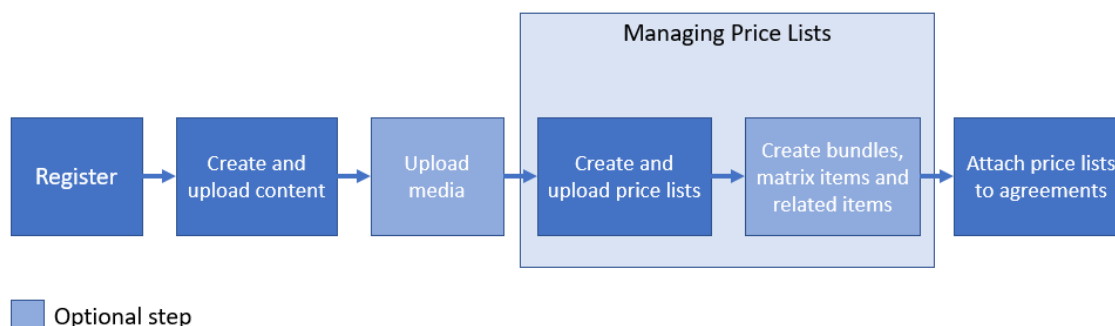 Managing Price Lists
Register
Create and
upload content
Upload
media
Create and
upload price lists
Create bundles,
matrix items and
related items
Attach price lists
to agreements
Optional step